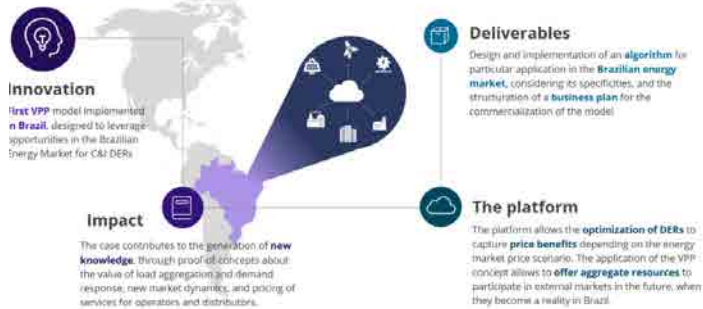 Innovation
First VPP model implemented
in Brazil, designed to leverage
opportunities in the Brazilian
Energy Market for C&I DERs
Impact
The case contributes to the generation of new
knowledge, through proof of concepts about
the value of load aggregation and demand
response, new market dynamics, and pricing of
services for operators and distributors.
Deliverables
Design and implementation of an algorithm for
particular application in the Brazilian energy
market, considering its specificities, and the
structuration of a business plan for the
commercialization of the model
The platform
The platform allows the optimization of DERs to
capture price benefits depending on the energy
market price scenario. The application of the VPP
concept allows to offer aggregate resources to
participate in external markets in the future, when
they become a reality in Brazil